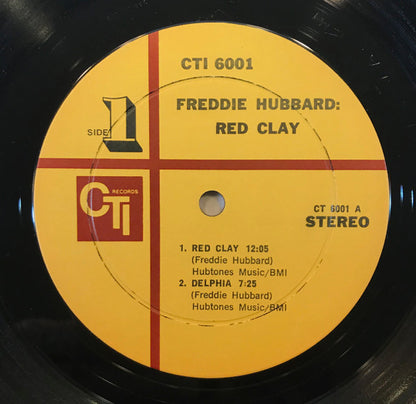 CTI 6001
SIDE 1
FREDDIE HUBBARD:
RED CLAY
RECORDS
CTI
CT 6001 A
STEREO
1. RED CLAY 12:05
(Freddie Hubbard)
Hubtones Music/BMI
2. DELPHIA 7:25
(Freddie Hubbard)
Hubtones Music/BMI